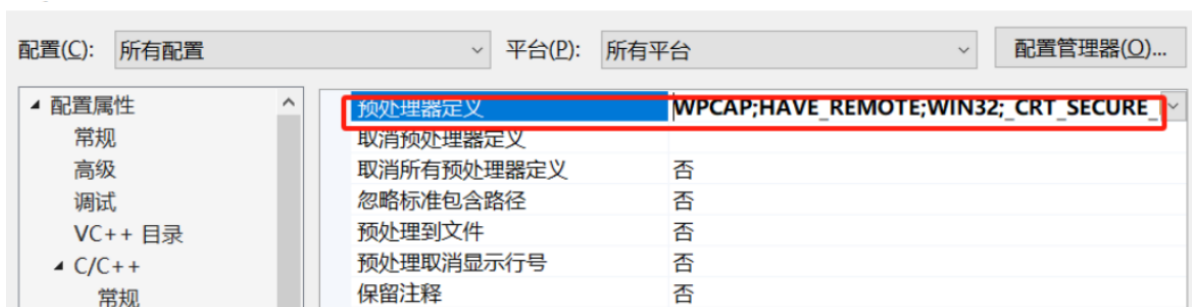 配置(C): 所有配置 平台(P): 所有平台 配置管理器(O)...
配置属性
常规
高级
调试
VC++ 目录
C/C++
常规
预处理器定义 WPCAP;HAVE_REMOTE;WIN32;_CRT_SECURE_
取消预处理器定义
取消所有预处理器定义 否
忽略标准包含路径 否
预处理到文件 否
预处理取消显示行号 否
保留注释 否